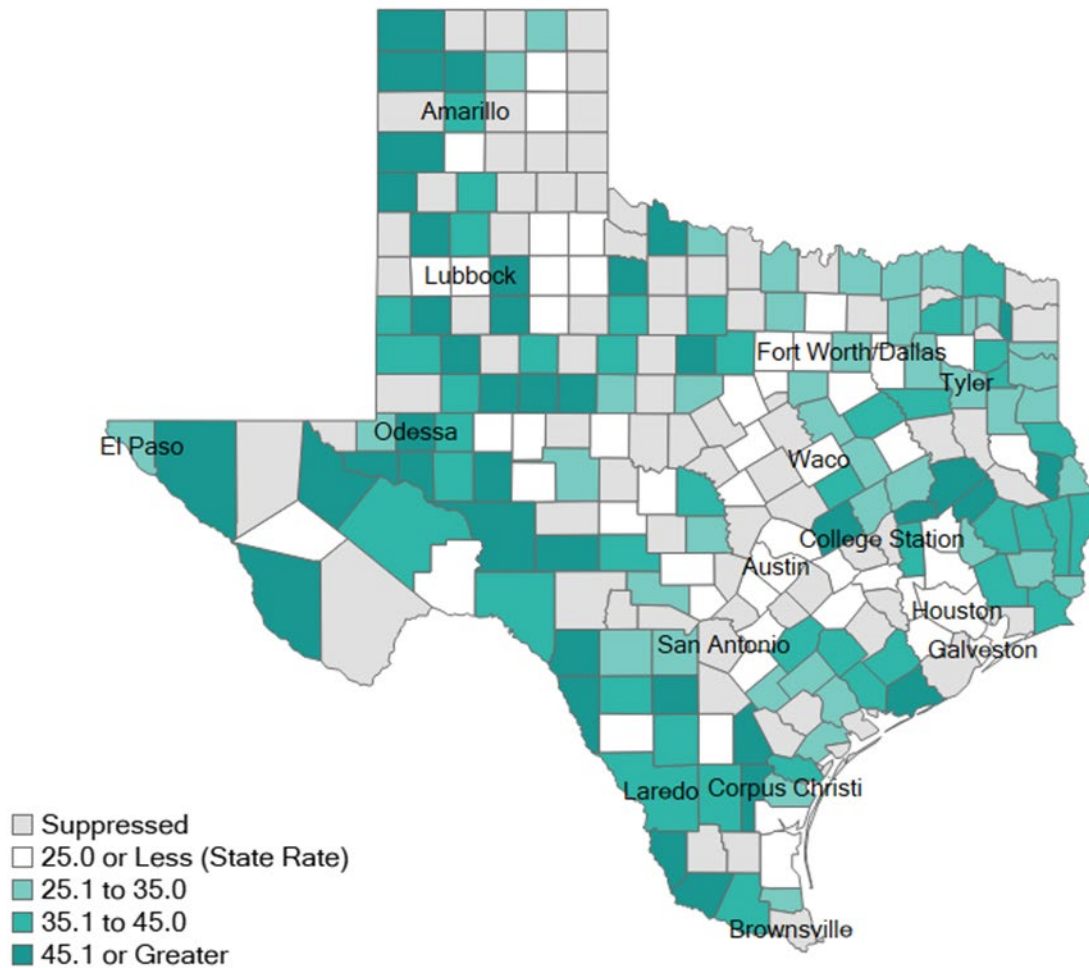 Amarillo
Lubbock
Fort Worth/Dallas
Tyler
Odessa
El Paso
Waco
College Station
Austin
Houston
San Antonio
Galveston
Laredo
Corpus Christi
Brownsville
Suppressed
25.0 or Less (State Rate)
25.1 to 35.0
35.1 to 45.0
45.1 or Greater